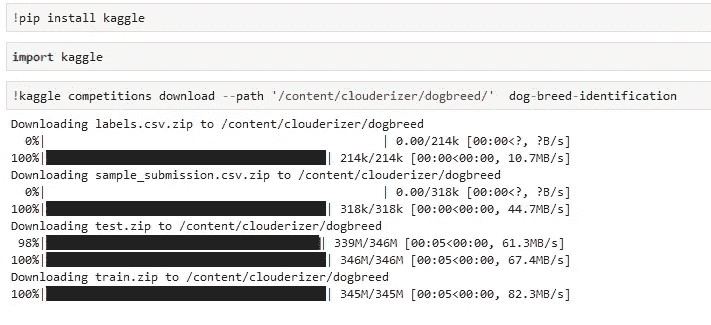 !pip install kaggle
import kaggle
!kaggle competitions download --path '/content/clouderizer/dogbreed/'  dog-breed-identification
Downloading labels.csv.zip to /content/clouderizer/dogbreed
0%| | 0.00/214k [00:00<?, ?B/s]
100%|██████████| 214k/214k [00:00<00:00, 10.7MB/s]
Downloading sample_submission.csv.zip to /content/clouderizer/dogbreed
0%| | 0.00/318k [00:00<?, ?B/s]
100%|██████████| 318k/318k [00:00<00:00, 44.7MB/s]
Downloading test.zip to /content/clouderizer/dogbreed
98%|█████████▊| 339M/346M [00:05<00:00, 61.3MB/s]
100%|██████████| 346M/346M [00:05<00:00, 67.4MB/s]
Downloading train.zip to /content/clouderizer/dogbreed
100%|██████████| 345M/345M [00:05<00:00, 82.3MB/s]